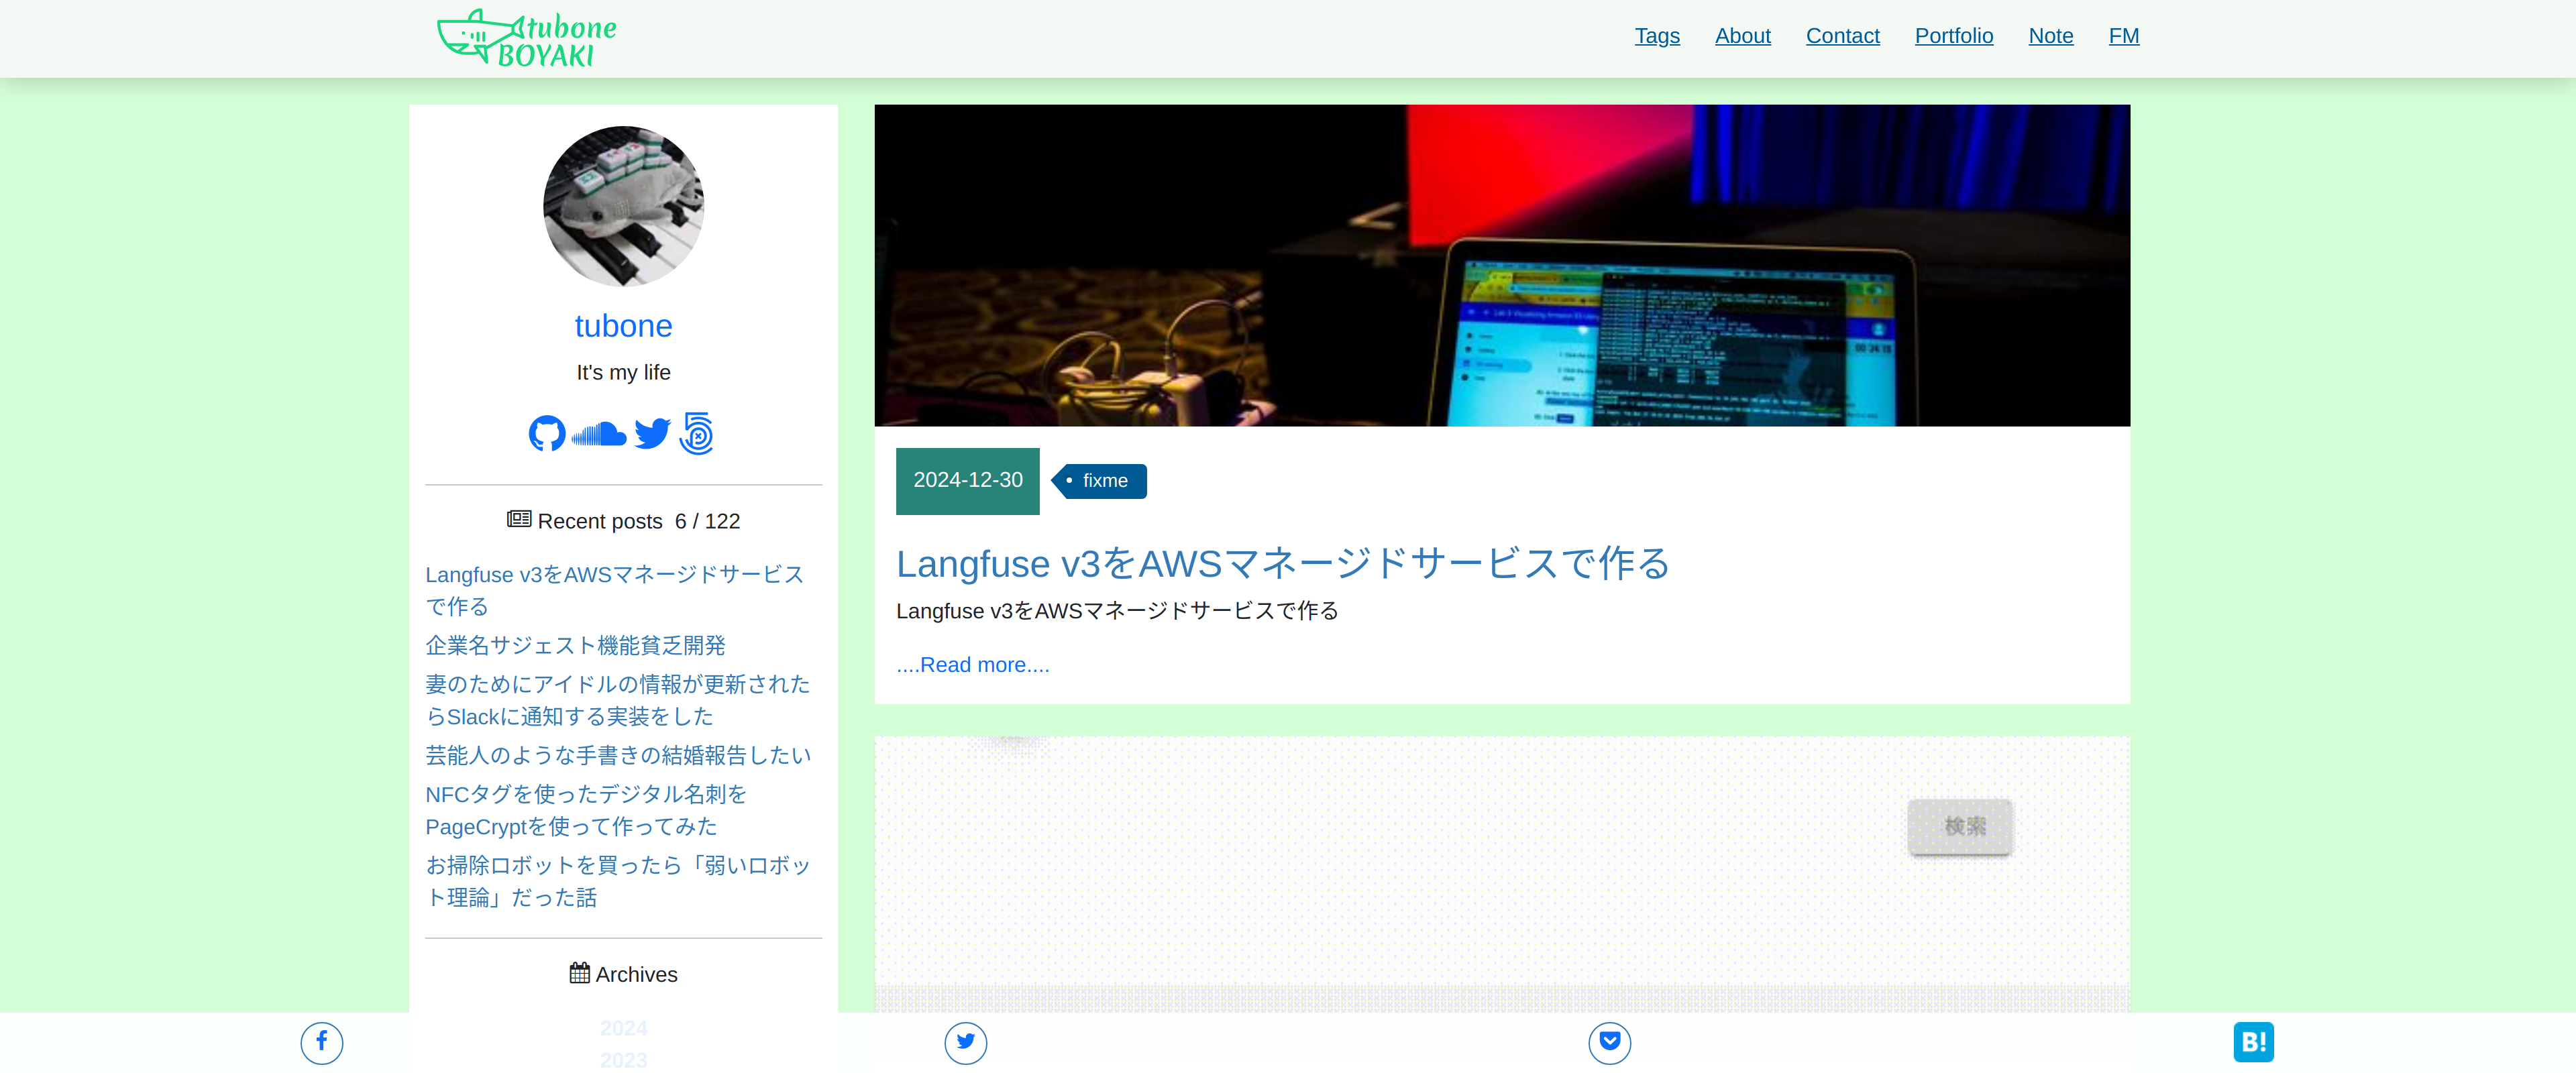 tubone
BOYAKI
Tags About Contact Portfolio Note FM
tubone
It's my life
Recent posts 6 / 122
Langfuse v3をAWSマネージドサービス
で作る
企業名サジェスト機能貧乏開発
妻のためにアイドルの情報が更新された
らSlackに通知する実装をした
芸能人のような手書きの結婚報告したい
NFCタグを使ったデジタル名刺を
PageCryptを使って作ってみた
お掃除ロボットを買ったら「弱いロボッ
ト理論」だった話
Archives
2024
2023
2024-12-30
fixme
Langfuse v3をAWSマネージドサービスで作る
Langfuse v3をAWSマネージドサービスで作る
....Read more....
検索
B!